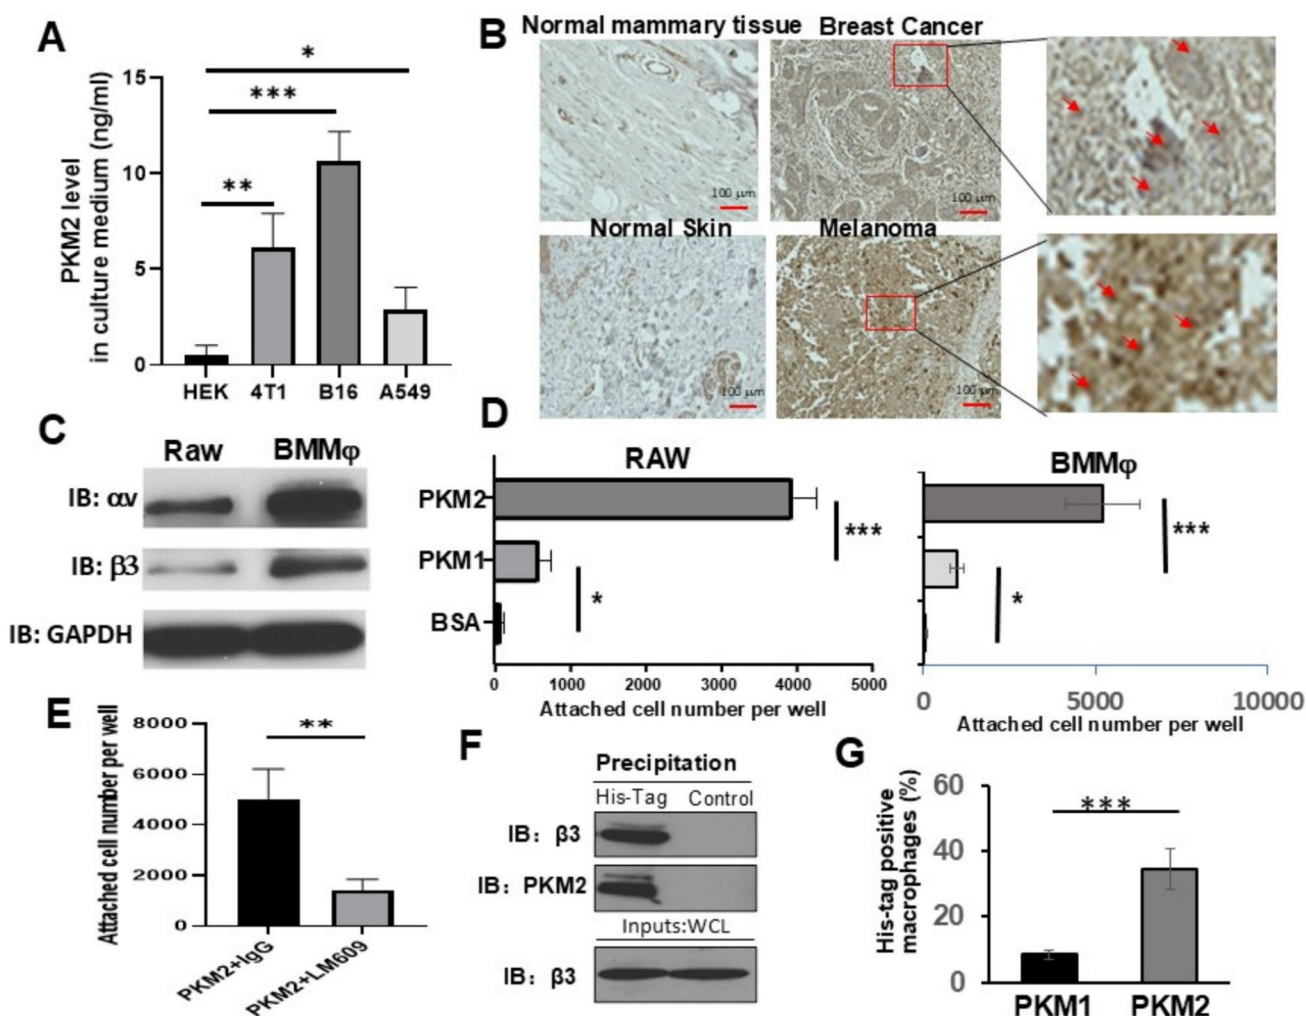 A
PKM2 level
in culture medium (ng/ml)
15
10
5
0
*
***
**
HEK 4T1 B16 A549
B
Normal mammary tissue Breast Cancer
100 µm
100 µm
Normal Skin Melanoma
100 µm
100 µm
C
Raw BMMφ
IB: αv
IB: β3
IB: GAPDH
D
RAW
PKM2
PKM1
BSA
***
*
0 1000 2000 3000 4000 5000
Attached cell number per well
BMMφ
***
*
0 5000 10000
Attached cell number per well
E
Attached cell number per well
8000
6000
4000
2000
0
**
PKM2+IgG
PKM2+LM609
F
Precipitation
His-Tag Control
IB: β3
IB: PKM2
Inputs:WCL
IB: β3
G
His-tag positive
macrophages (%)
60
40
20
0
***
PKM1 PKM2